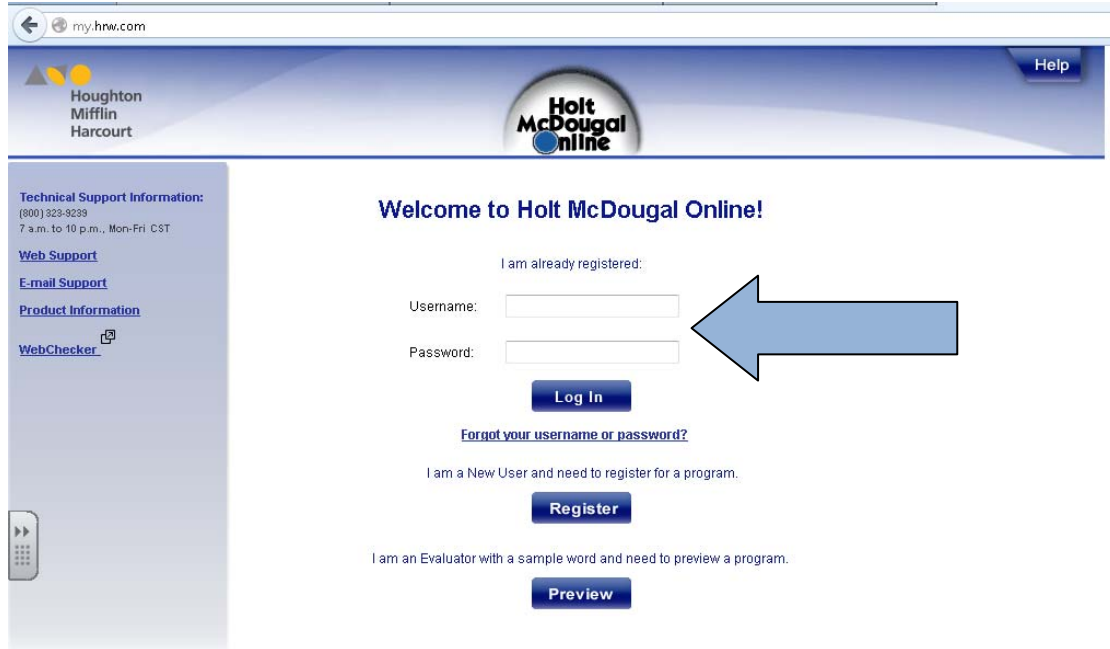 my.hrw.com
Help
Houghton
Mifflin
Harcourt
Holt
McDougal
Online
Technical Support Information:
(800) 323-9239
7 a.m. to 10 p.m., Mon-Fri CST
Web Support
E-mail Support
Product Information
WebChecker
Welcome to Holt McDougal Online!
I am already registered:
Username:
Password:
Log In
Forgot your username or password?
I am a New User and need to register for a program.
Register
I am an Evaluator with a sample word and need to preview a program.
Preview